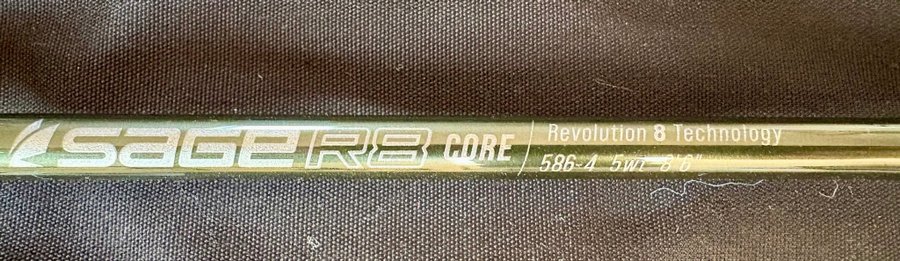 SAGE R8 CORE
Revolution 8 Technology
586-4 5wt 8'6"